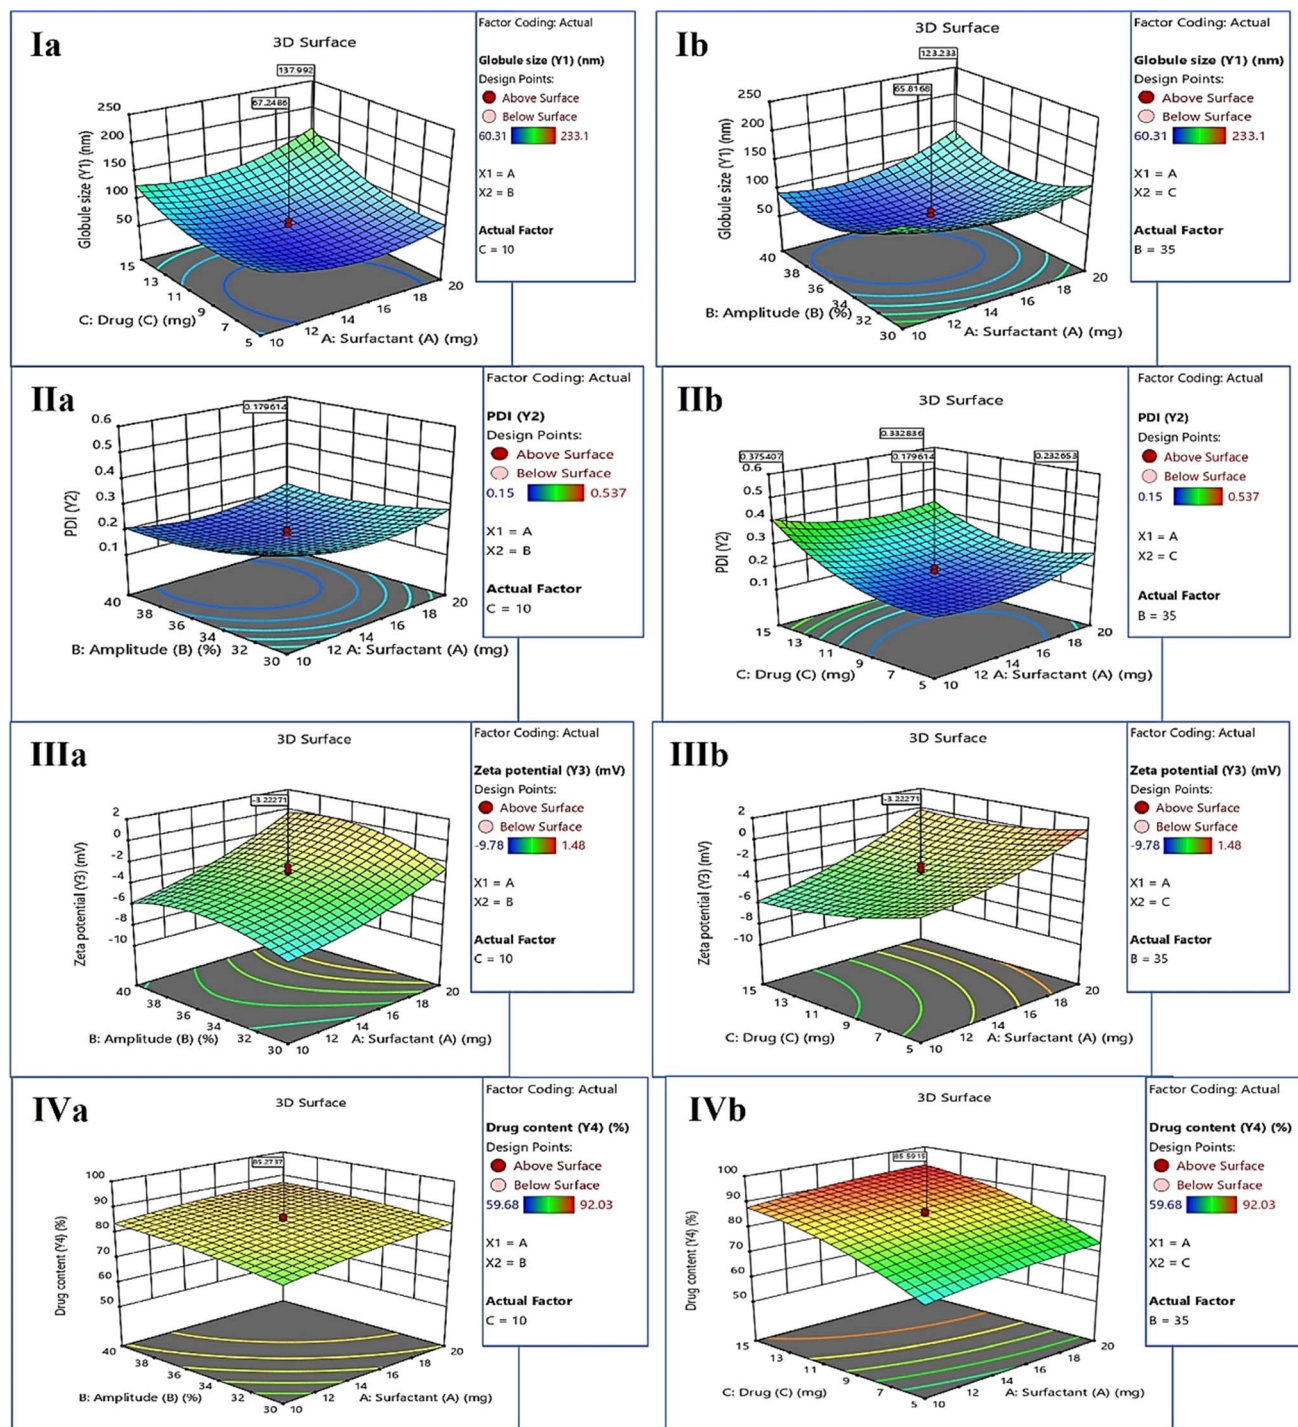 Ia
3D Surface
137.992
67.2486
Globule size (Y1) (nm)
250
200
150
100
50
15
13
11
9
7
5
C: Drug (C) (mg)
10
12
14
16
18
20
A: Surfactant (A) (mg)
Factor Coding: Actual
Globule size (Y1) (nm)
Design Points:
Above Surface
Below Surface
60.31 233.1
X1 = A
X2 = B
Actual Factor
C = 10
Ib
3D Surface
123.233
65.8168
Globule size (Y1) (nm)
250
200
150
100
50
40
38
36
34
32
30
B: Amplitude (B) (%)
10
12
14
16
18
20
A: Surfactant (A) (mg)
Factor Coding: Actual
Globule size (Y1) (nm)
Design Points:
Above Surface
Below Surface
60.31 233.1
X1 = A
X2 = C
Actual Factor
B = 35
IIa
3D Surface
0.179614
PDI (Y2)
0.6
0.5
0.4
0.3
0.2
0.1
40
38
36
34
32
30
B: Amplitude (B) (%)
10
12
14
16
18
20
A: Surfactant (A) (mg)
Factor Coding: Actual
PDI (Y2)
Design Points:
Above Surface
Below Surface
0.15 0.537
X1 = A
X2 = B
Actual Factor
C = 10
IIb
3D Surface
0.332836
0.375407
0.179614
0.232653
PDI (Y2)
0.6
0.5
0.4
0.3
0.2
0.1
15
13
11
9
7
5
C: Drug (C) (mg)
10
12
14
16
18
20
A: Surfactant (A) (mg)
Factor Coding: Actual
PDI (Y2)
Design Points:
Above Surface
Below Surface
0.15 0.537
X1 = A
X2 = C
Actual Factor
B = 35
IIIa
3D Surface
-3.22271
Zeta potential (Y3) (mV)
2
0
-2
-4
-6
-8
-10
40
38
36
34
32
30
B: Amplitude (B) (%)
10
12
14
16
18
20
A: Surfactant (A) (mg)
Factor Coding: Actual
Zeta potential (Y3) (mV)
Design Points:
Above Surface
Below Surface
-9.78 1.48
X1 = A
X2 = B
Actual Factor
C = 10
IIIb
3D Surface
-3.22271
Zeta potential (Y3) (mV)
2
0
-2
-4
-6
-8
-10
15
13
11
9
7
5
C: Drug (C) (mg)
10
12
14
16
18
20
A: Surfactant (A) (mg)
Factor Coding: Actual
Zeta potential (Y3) (mV)
Design Points:
Above Surface
Below Surface
-9.78 1.48
X1 = A
X2 = C
Actual Factor
B = 35
IVa
3D Surface
85.2737
Drug content (Y4) (%)
100
90
80
70
60
50
40
38
36
34
32
30
B: Amplitude (B) (%)
10
12
14
16
18
20
A: Surfactant (A) (mg)
Factor Coding: Actual
Drug content (Y4) (%)
Design Points:
Above Surface
Below Surface
59.68 92.03
X1 = A
X2 = B
Actual Factor
C = 10
IVb
3D Surface
85.5915
Drug content (Y4) (%)
100
90
80
70
60
50
15
13
11
9
7
5
C: Drug (C) (mg)
10
12
14
16
18
20
A: Surfactant (A) (mg)
Factor Coding: Actual
Drug content (Y4) (%)
Design Points:
Above Surface
Below Surface
59.68 92.03
X1 = A
X2 = C
Actual Factor
B = 35